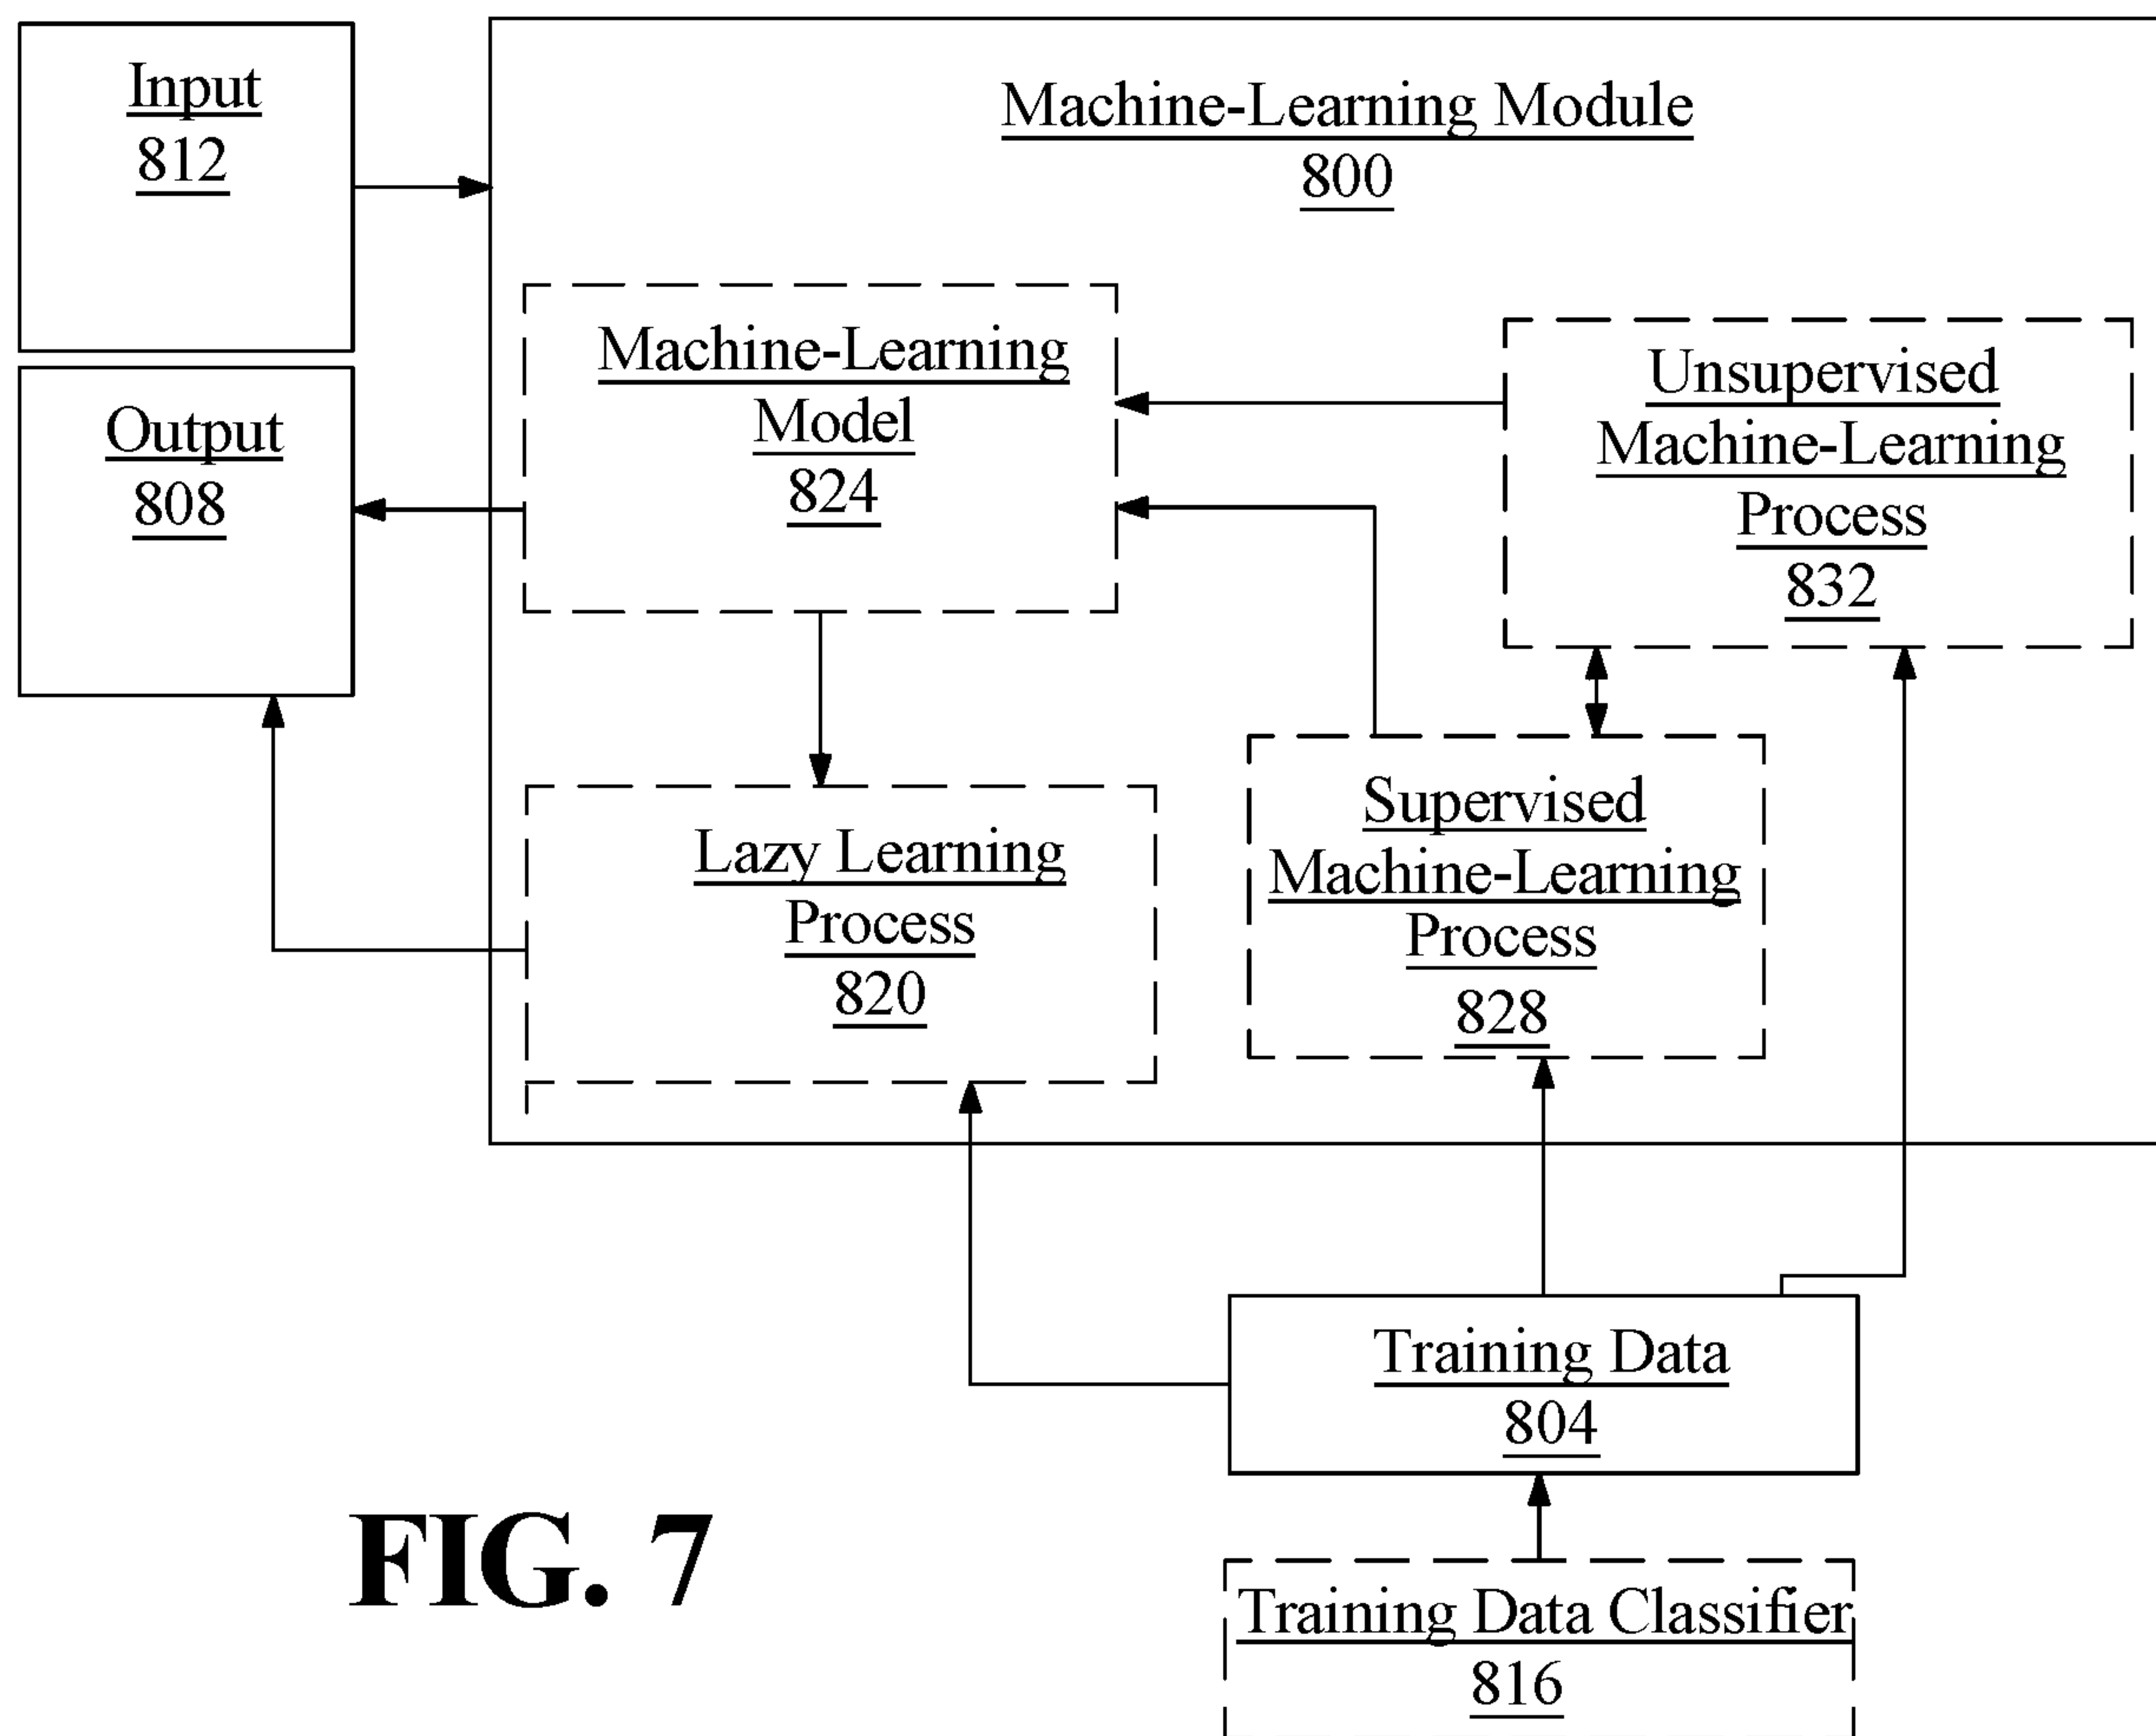 Input
812
Machine-Learning Module
800
Output
808
Machine-Learning
Model
824
Unsupervised
Machine-Learning
Process
832
Lazy Learning
Process
820
Supervised
Machine-Learning
Process
828
Training Data
804
Training Data Classifier
816
FIG. 7